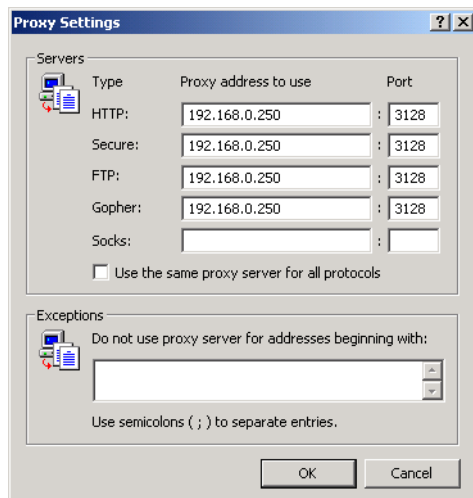 Proxy Settings
Servers
Type Proxy address to use Port
HTTP: 192.168.0.250 : 3128
Secure: 192.168.0.250 : 3128
FTP: 192.168.0.250 : 3128
Gopher: 192.168.0.250 : 3128
Socks: :
Use the same proxy server for all protocols
Exceptions
Do not use proxy server for addresses beginning with:
Use semicolons ( ; ) to separate entries.
OK Cancel